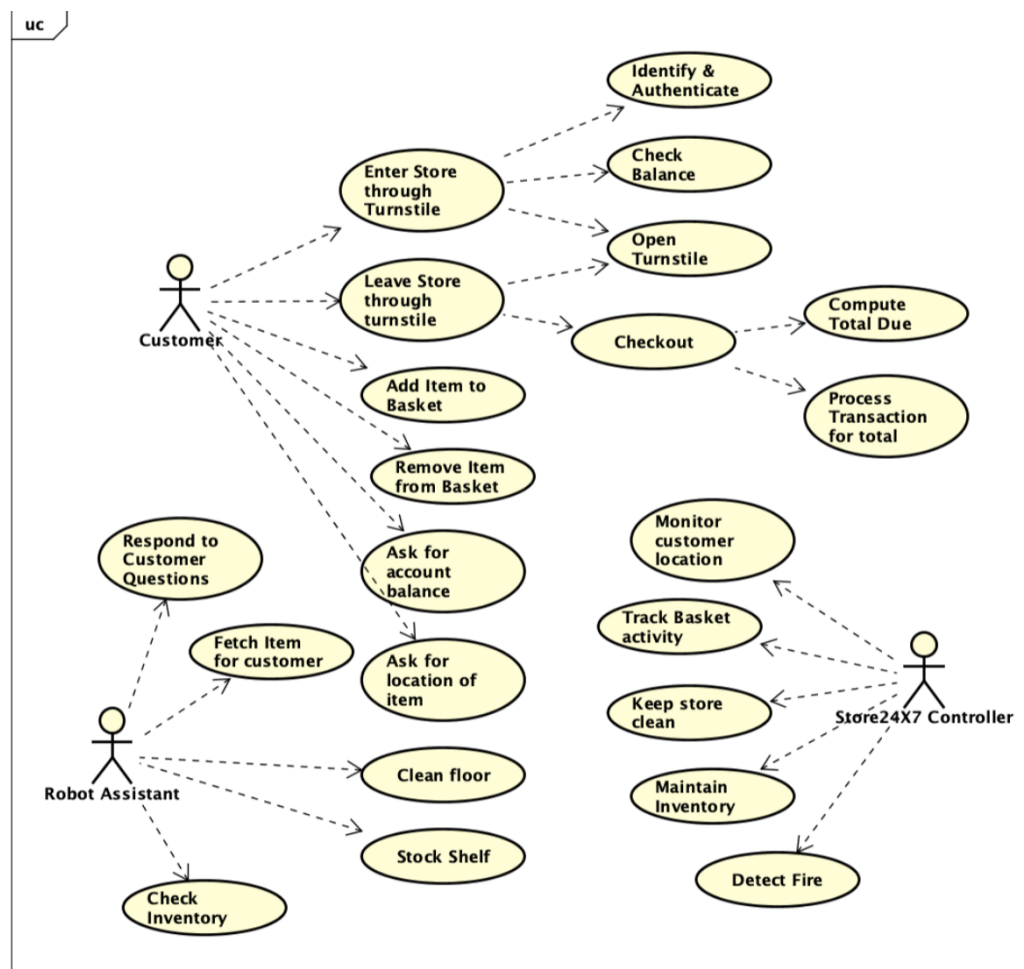 uc
Identify &
Authenticate
Enter Store
through
Turnstile
Check
Balance
Open
Turnstile
Leave Store
through
turnstile
Customer
Compute
Total Due
Checkout
Add Item to
Basket
Process
Transaction
for total
Remove Item
from Basket
Respond to
Customer
Questions
Ask for
account
balance
Monitor
customer
location
Fetch Item
for customer
Track Basket
activity
Ask for
location of
item
Keep store
clean
Store24X7 Controller
Robot Assistant
Clean floor
Maintain
Inventory
Stock Shelf
Detect Fire
Check
Inventory